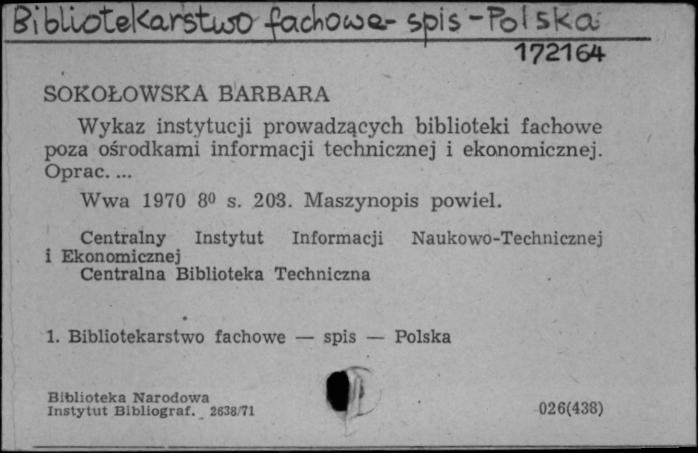 Bibliotekarstwo fachowe - spis - Polska
172164
SOKOŁOWSKA BARBARA
Wykaz instytucji prowadzących biblioteki fachowe
poza ośrodkami informacji technicznej i ekonomicznej.
Oprac. ...
Wwa 1970 8⁰ s. 203. Maszynopis powiel.
Centralny Instytut Informacji Naukowo-Technicznej
i Ekonomicznej
Centralna Biblioteka Techniczna
1. Bibliotekarstwo fachowe — spis — Polska
Biblioteka Narodowa
Instytut Bibliograf. 2638/71
026(438)